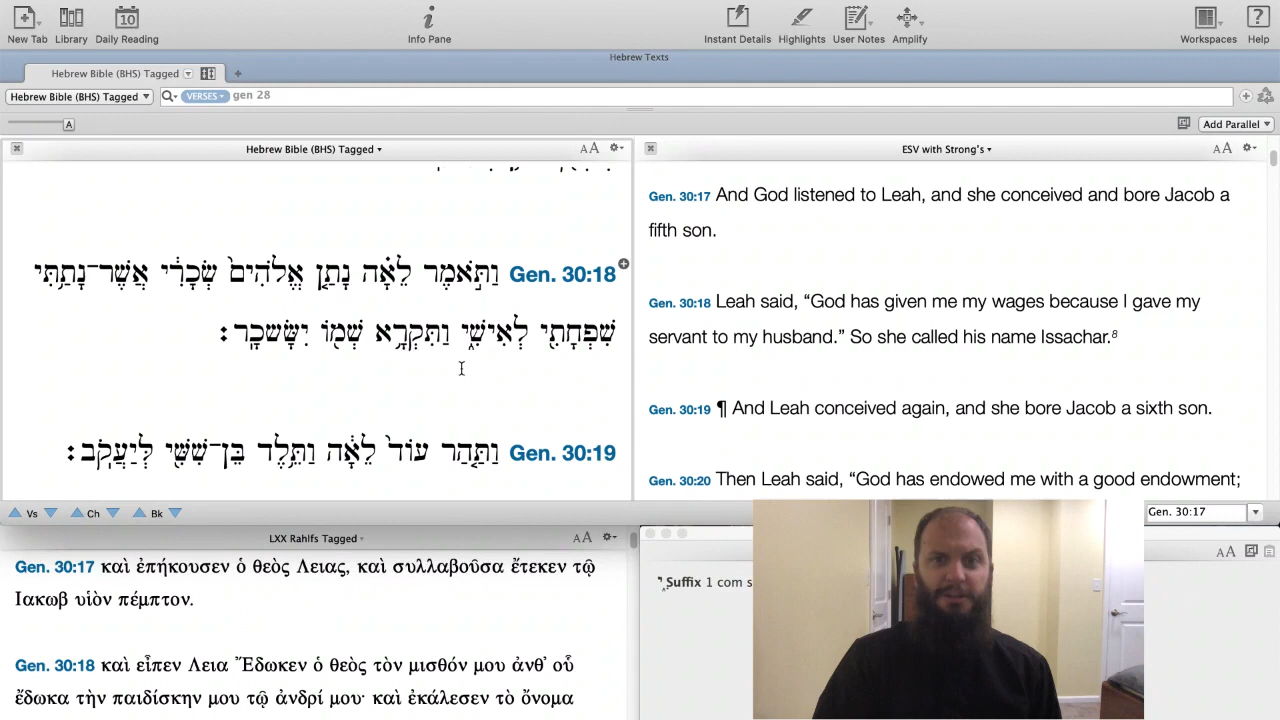 New Tab Library Daily Reading Info Pane Instant Details Highlights User Notes Amplify Workspaces Help
Hebrew Texts
Hebrew Bible (BHS) Tagged
Hebrew Bible (BHS) Tagged VERSES gen 28
A Add Parallel
Hebrew Bible (BHS) Tagged AA
Gen. 30:18 וַתֹּ֣אמֶר לֵאָ֗ה נָתַ֤ן אֱלֹהִים֙ שְׂכָרִ֔י אֲשֶׁר־נָתַ֥תִּי
שִׁפְחָתִ֖י לְאִישִׁ֑י וַתִּקְרָ֥א שְׁמ֖וֹ יִשָּׂשכָֽר׃
Gen. 30:19 וַתַּ֤הַר עוֹד֙ לֵאָ֔ה וַתֵּ֥לֶד בֵּן־שִׁשִּׁ֖י לְּיַעֲקֹֽב׃
Vs Ch Bk
ESV with Strong's AA
Gen. 30:17 And God listened to Leah, and she conceived and bore Jacob a
fifth son.
Gen. 30:18 Leah said, “God has given me my wages because I gave my
servant to my husband.” So she called his name Issachar.⁸
Gen. 30:19 ¶ And Leah conceived again, and she bore Jacob a sixth son.
Gen. 30:20 Then Leah said, “God has endowed me with a good endowment;
Gen. 30:17
LXX Rahlfs Tagged AA
Gen. 30:17 καὶ ἐπήκουσεν ὁ θεὸς Λειας, καὶ συλλαβοῦσα ἔτεκεν τῷ
Ιακωβ υἱὸν πέμπτον.
Gen. 30:18 καὶ εἶπεν Λεια Ἔδωκεν ὁ θεὸς τὸν μισθόν μου ἀνθ᾽ οὗ
ἔδωκα τὴν παιδίσκην μου τῷ ἀνδρί μου· καὶ ἐκάλεσεν τὸ ὄνομα
AA
Suffix 1 com s